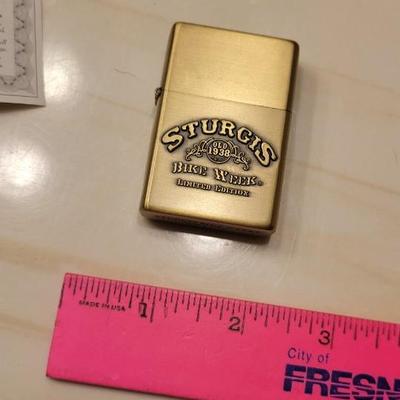 STURGIS
OLD
1938
BIKE WEEK®
LIMITED EDITION
MADE IN USA
1
2
3
City of
FRESN